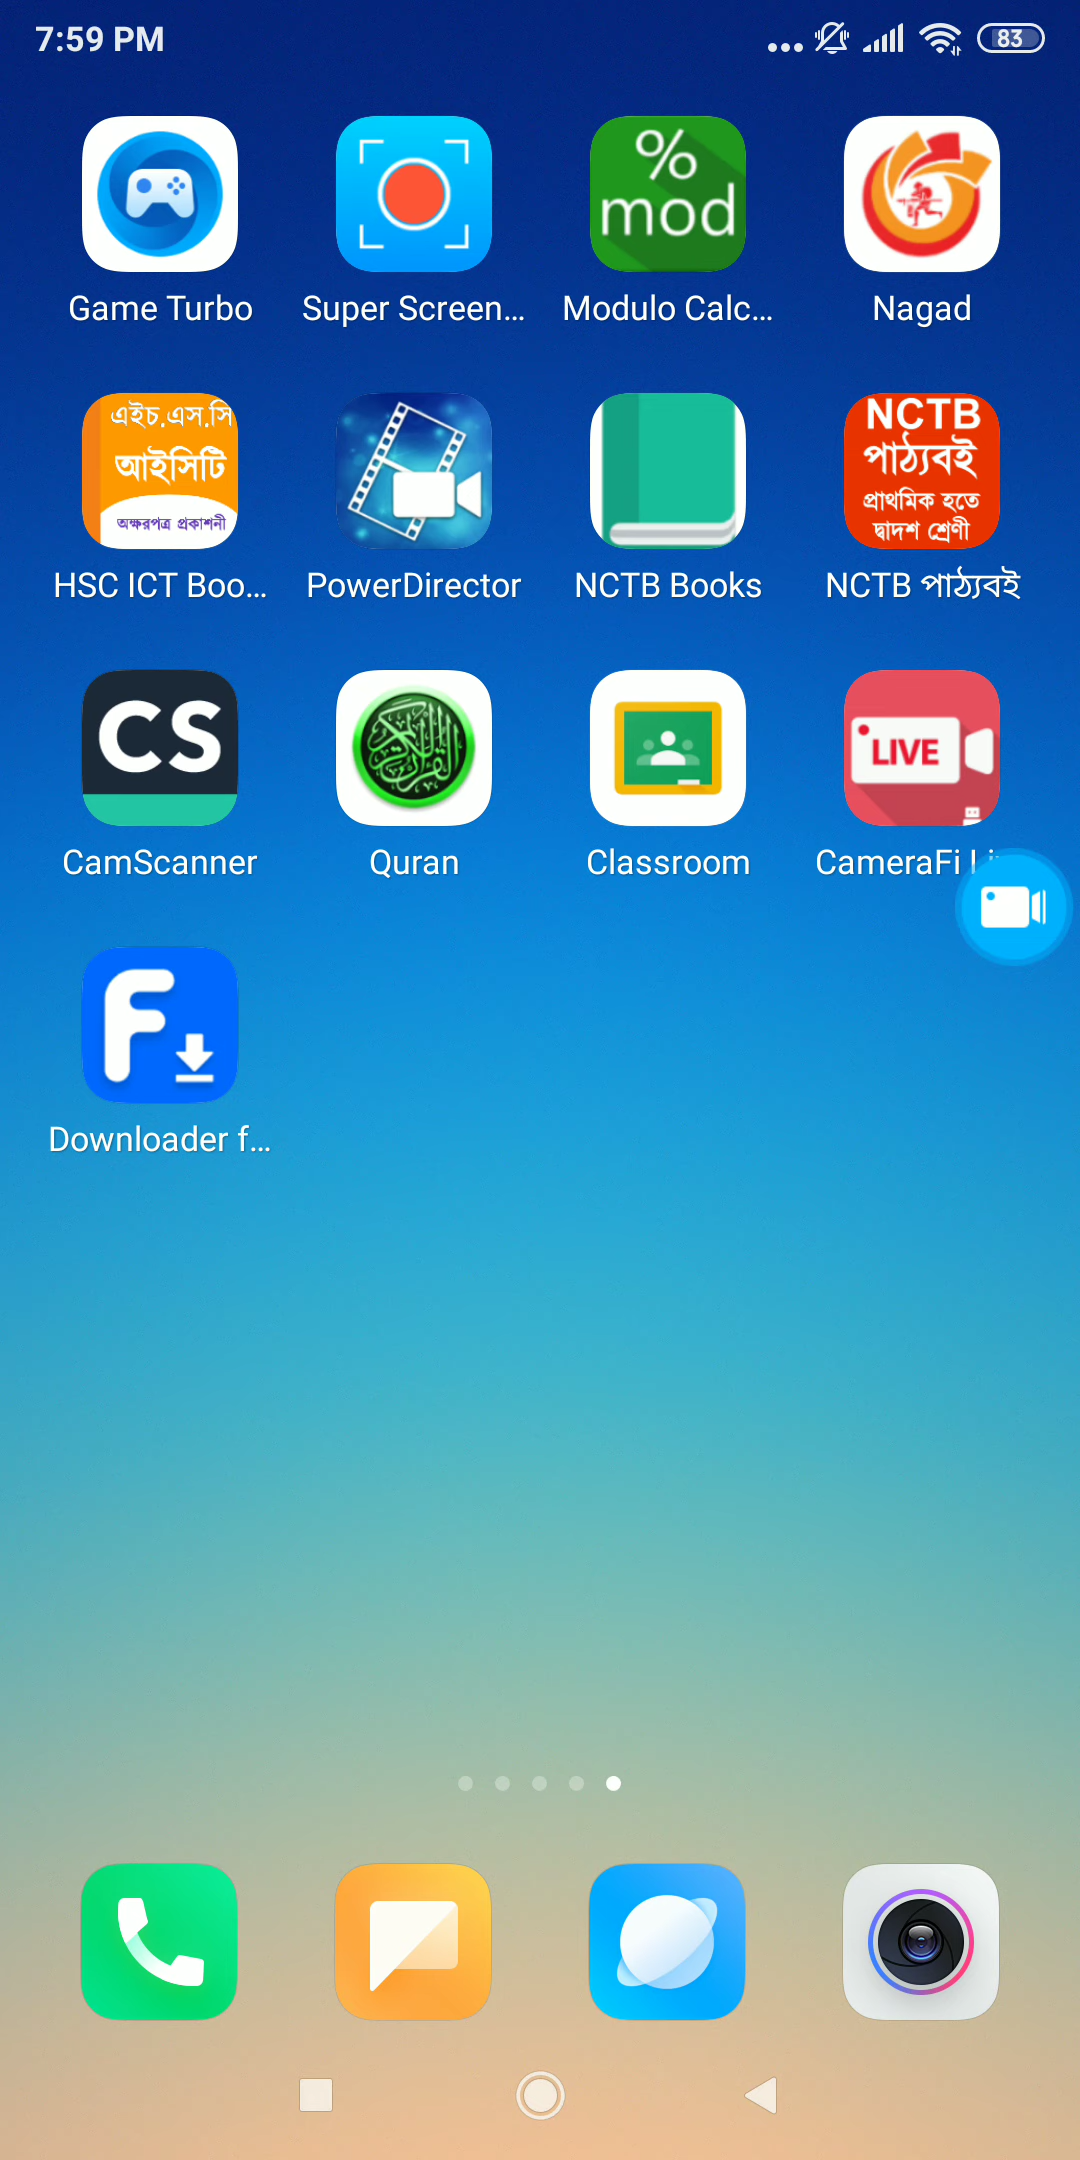 7:59 PM
83
%
mod
Game Turbo
Super Screen...
Modulo Calc...
Nagad
এইচ.এস.সি
আইসিটি
অক্ষরপত্র প্রকাশনী
NCTB
পাঠ্যবই
প্রাথমিক হতে
দ্বাদশ শ্রেণী
HSC ICT Boo...
PowerDirector
NCTB Books
NCTB পাঠ্যবই
CS
LIVE
CamScanner
Quran
Classroom
CameraFi
F
Downloader f...